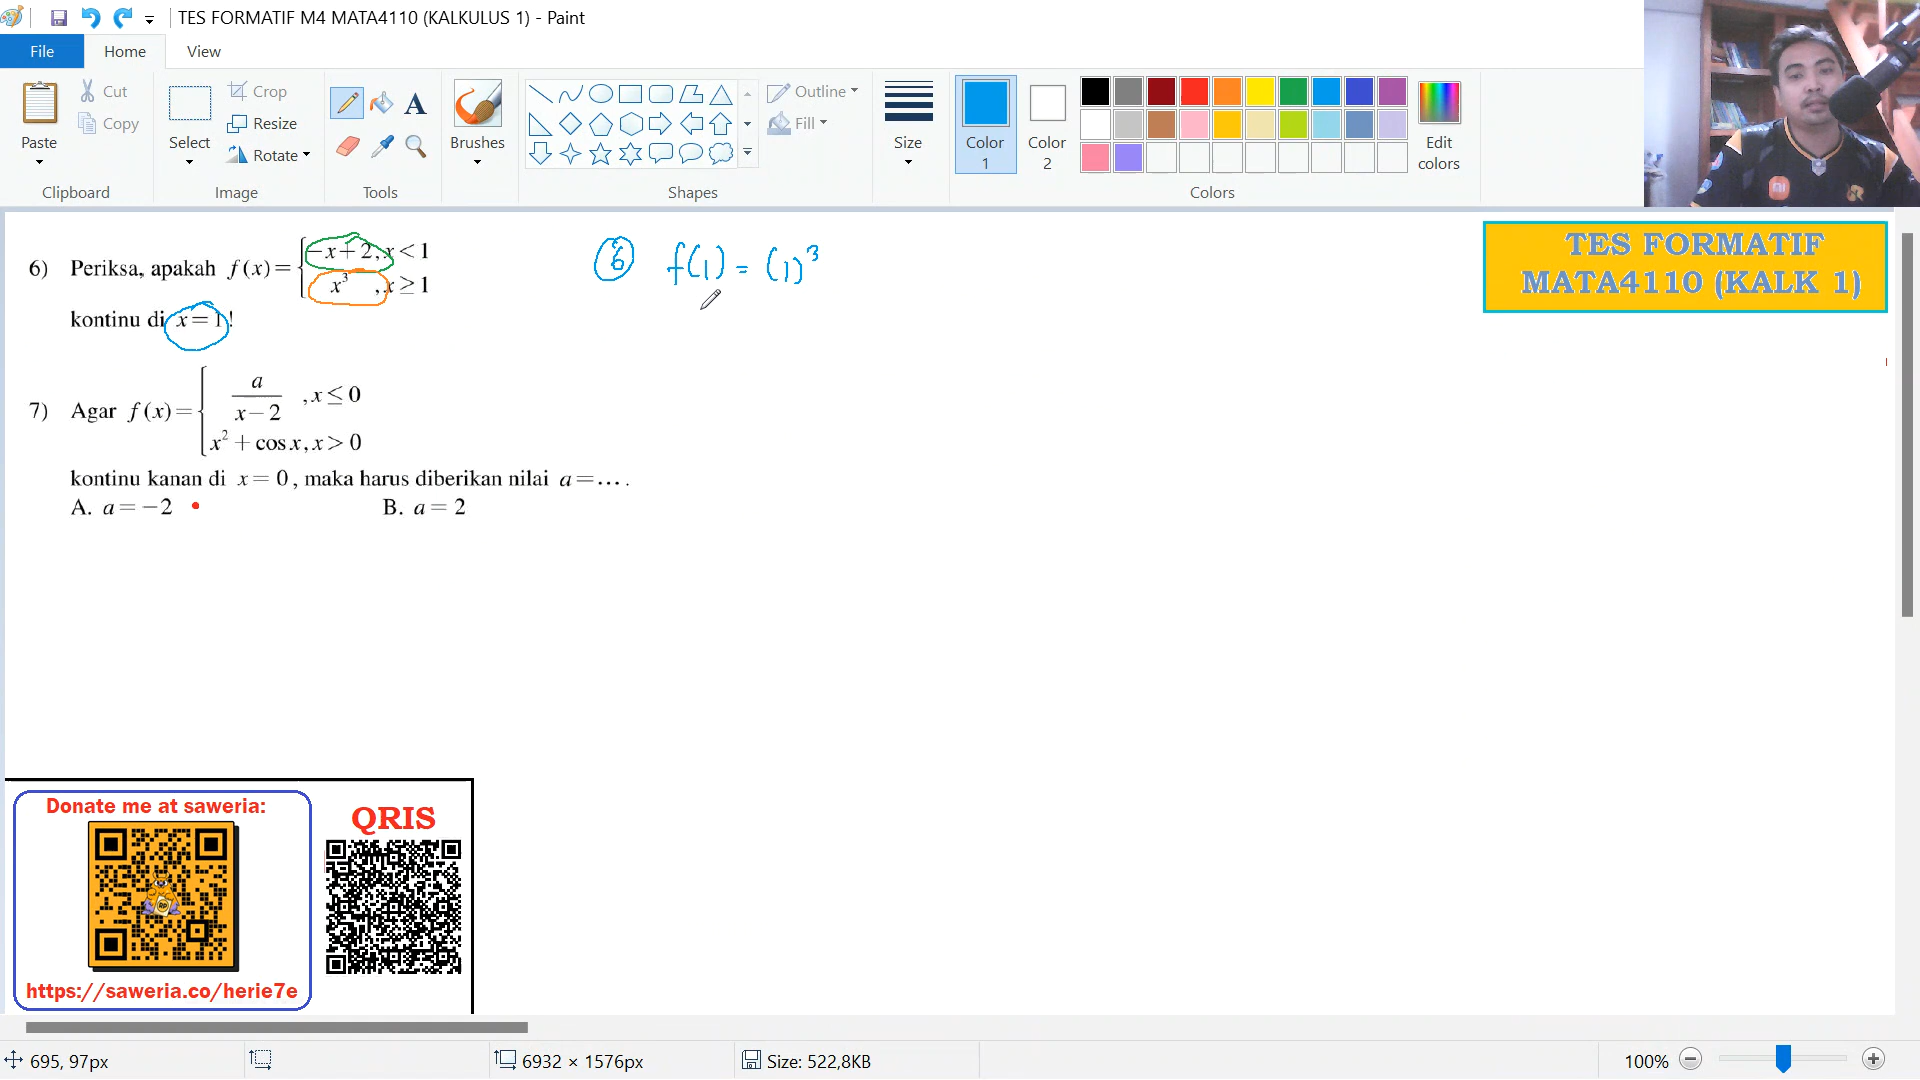 TES FORMATIF M4 MATA4110 (KALKULUS 1) - Paint
File Home View
Paste
Cut
Copy
Clipboard
Select
Crop
Resize
Rotate
Image
A
Tools
Brushes
Outline
Fill
Shapes
Size
Color 1
Color 2
Edit colors
Colors
6) Periksa, apakah f(x) = { −x + 2, x < 1
x³ , x ≥ 1
kontinu di x = 1 !
7) Agar f(x) = { a / (x − 2) , x ≤ 0
x² + cos x, x > 0
kontinu kanan di x = 0, maka harus diberikan nilai a = ... .
A. a = −2
B. a = 2
6 f(1) = (1)³
TES FORMATIF
MATA4110 (KALK 1)
Donate me at saweria:
RP
https://saweria.co/herie7e
QRIS
695, 97px
6932 × 1576px
Size: 522,8KB
100%